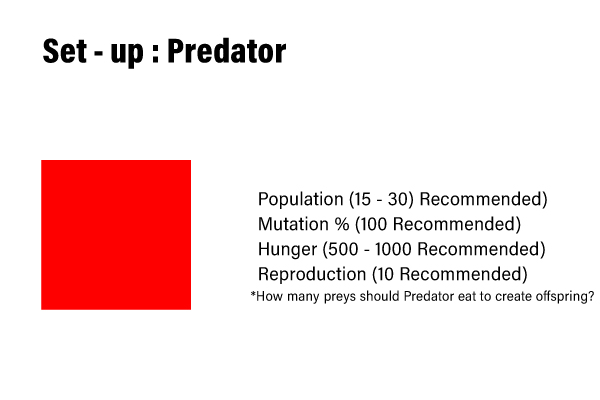 Set - up : Predator
Population (15 - 30) Recommended)
Mutation % (100 Recommended)
Hunger (500 - 1000 Recommended)
Reproduction (10 Recommended)
*How many preys should Predator eat to create offspring?